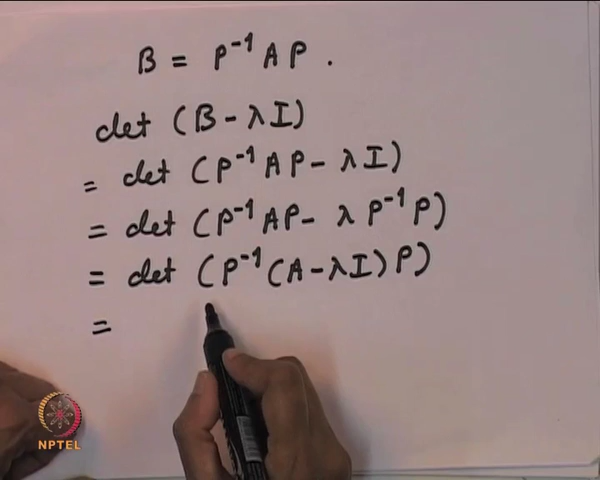 B = P⁻¹ A P .
det (B - λI)
= det (P⁻¹ A P - λI)
= det (P⁻¹ A P - λ P⁻¹ P)
= det (P⁻¹ (A - λI) P)
=
NPTEL